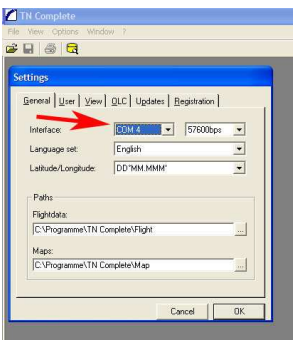 TN Complete
File View Options Window ?
Settings
General User View OLC Updates Registration
Interface: COM 4 57600bps
Language set: English
Latitude/Longitude: DD°MM.MMM'
Paths
Flightdata:
C:\Programme\TN Complete\Flight ...
Maps:
C:\Programme\TN Complete\Map ...
Cancel OK